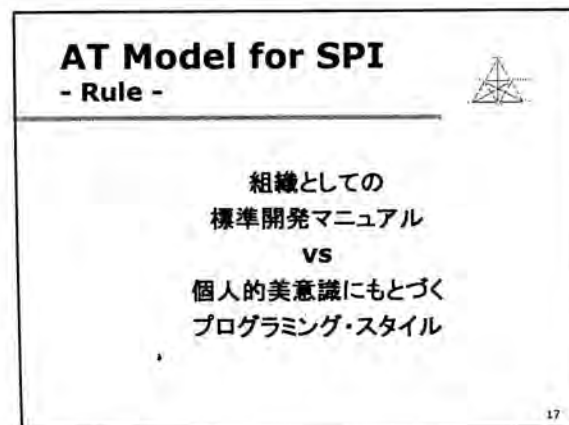 AT Model for SPI
- Rule -
組織としての
標準開発マニュアル
vs
個人的美意識にもとづく
プログラミング・スタイル
17